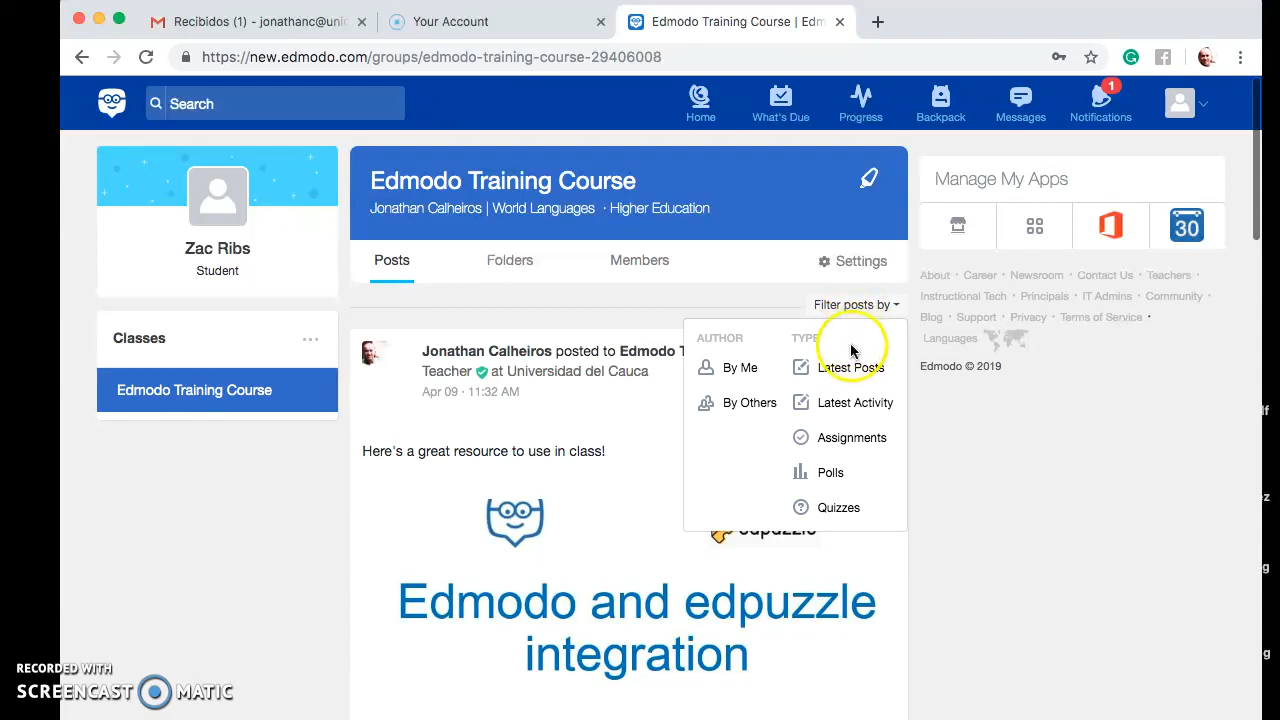 Recibidos (1) - jonathanc@unic
Your Account
Edmodo Training Course | Edm
https://new.edmodo.com/groups/edmodo-training-course-29406008
Search
Home
What's Due
Progress
Backpack
Messages
1
Notifications
Zac Ribs
Student
Classes
Edmodo Training Course
Edmodo Training Course
Jonathan Calheiros | World Languages · Higher Education
Posts
Folders
Members
Settings
Filter posts by
AUTHOR
By Me
By Others
TYPE
Latest Posts
Latest Activity
Assignments
Polls
Quizzes
Jonathan Calheiros posted to Edmodo T
Teacher at Universidad del Cauca
Apr 09 · 11:32 AM
Here's a great resource to use in class!
edpuzzle
Edmodo and edpuzzle
integration
Manage My Apps
30
About · Career · Newsroom · Contact Us · Teachers ·
Instructional Tech · Principals · IT Admins · Community ·
Blog · Support · Privacy · Terms of Service ·
Languages
Edmodo © 2019
RECORDED WITH
SCREENCAST MATIC